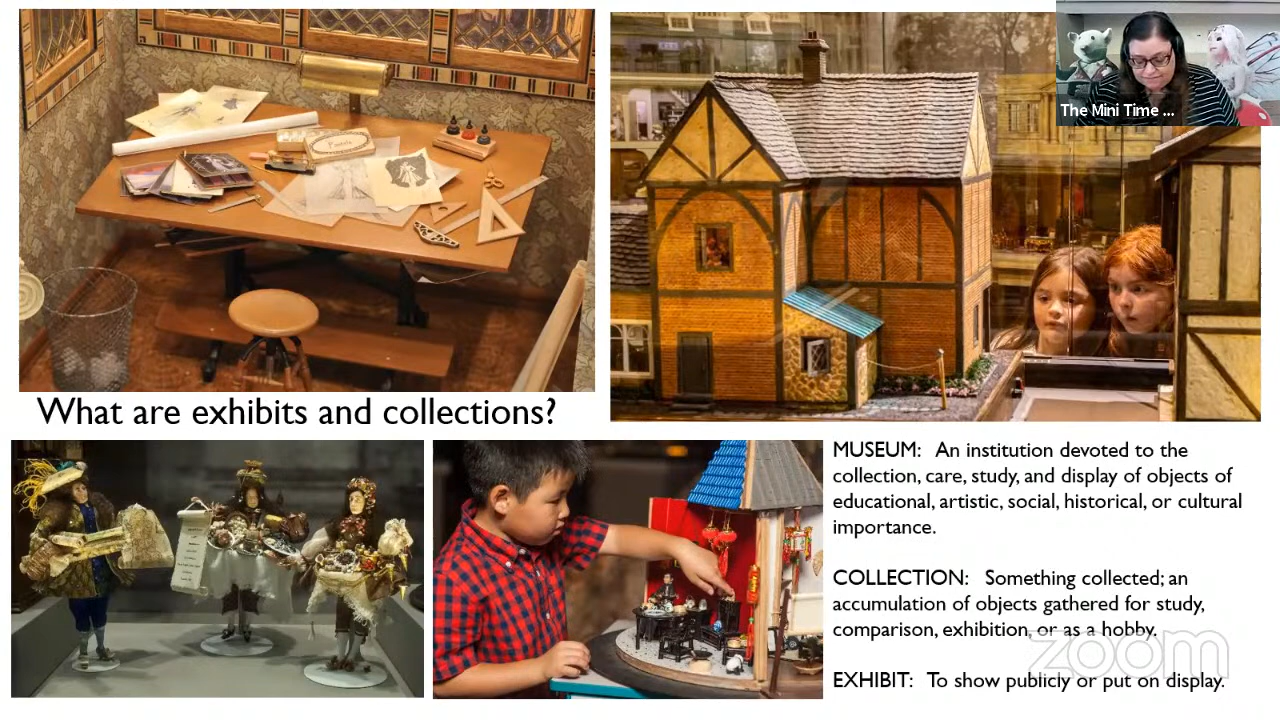 The Mini Time ...
What are exhibits and collections?
MUSEUM: An institution devoted to the
collection, care, study, and display of objects of
educational, artistic, social, historical, or cultural
importance.
COLLECTION: Something collected; an
accumulation of objects gathered for study,
comparison, exhibition, or as a hobby.
zoom
EXHIBIT: To show publicly or put on display.